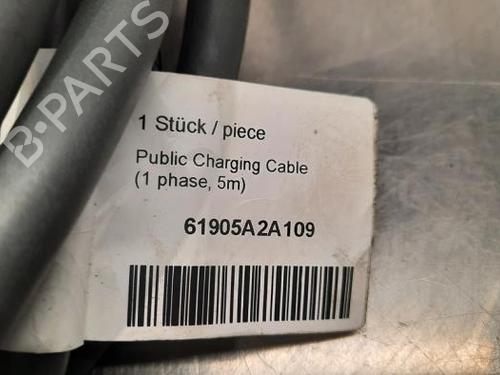 B-PARTS
1 Stück / piece
Public Charging Cable
(1 phase, 5m)
61905A2A109